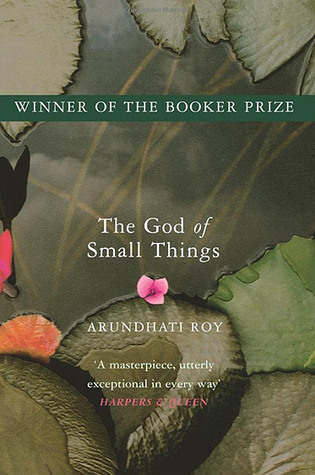 WINNER OF THE BOOKER PRIZE
The God of
Small Things
ARUNDHATI ROY
‘A masterpiece, utterly
exceptional in every way’
HARPERS & QUEEN